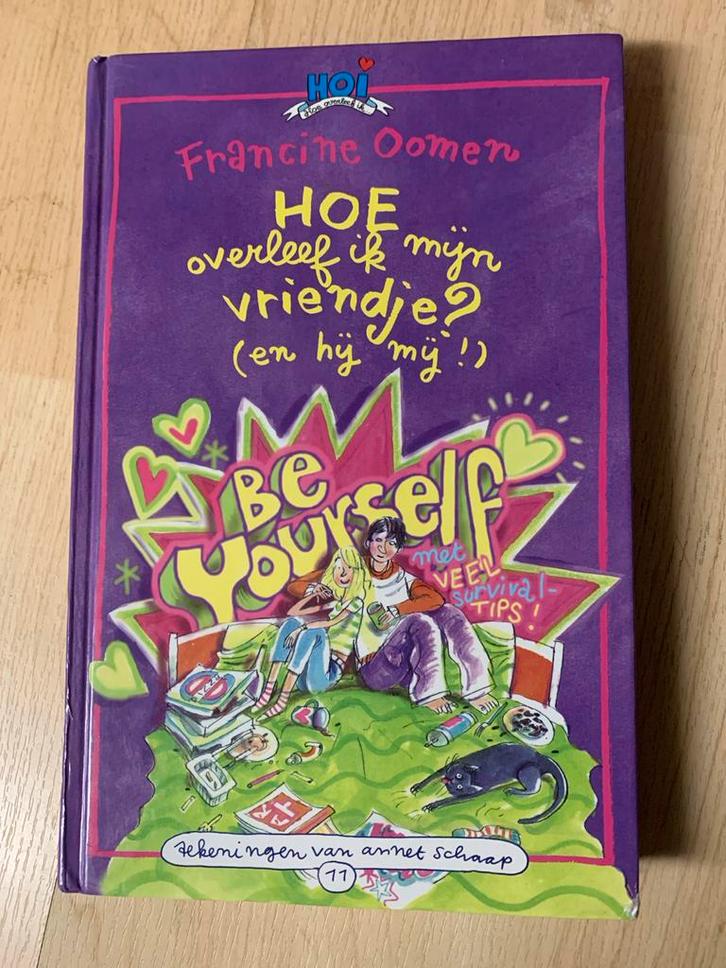 HOI
Hoe overleef ik
Francine Oomen
HOE
overleef ik mijn
vriendje?
(en hij mij!)
Be
Yourself
met
VEEL
survival-
TIPS!
tekeningen van annet schaap
11